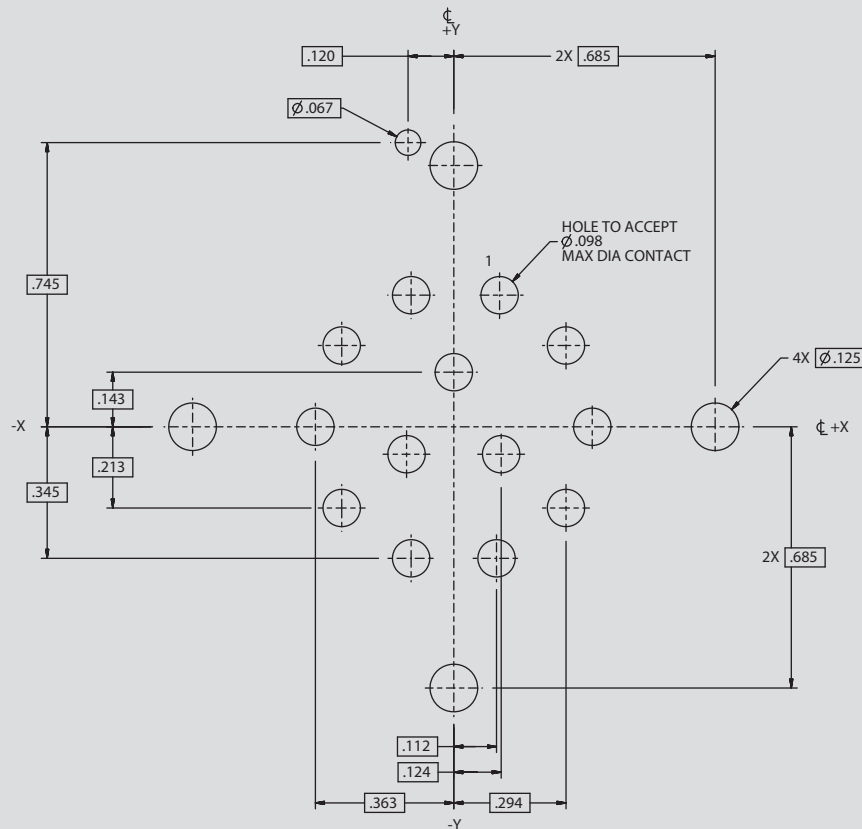 ℄
+Y
.120
2X .685
Ø.067
HOLE TO ACCEPT
Ø.098
MAX DIA CONTACT
1
.745
4X Ø.125
.143
-X
℄ +X
.213
.345
2X .685
.112
.124
.363
.294
-Y